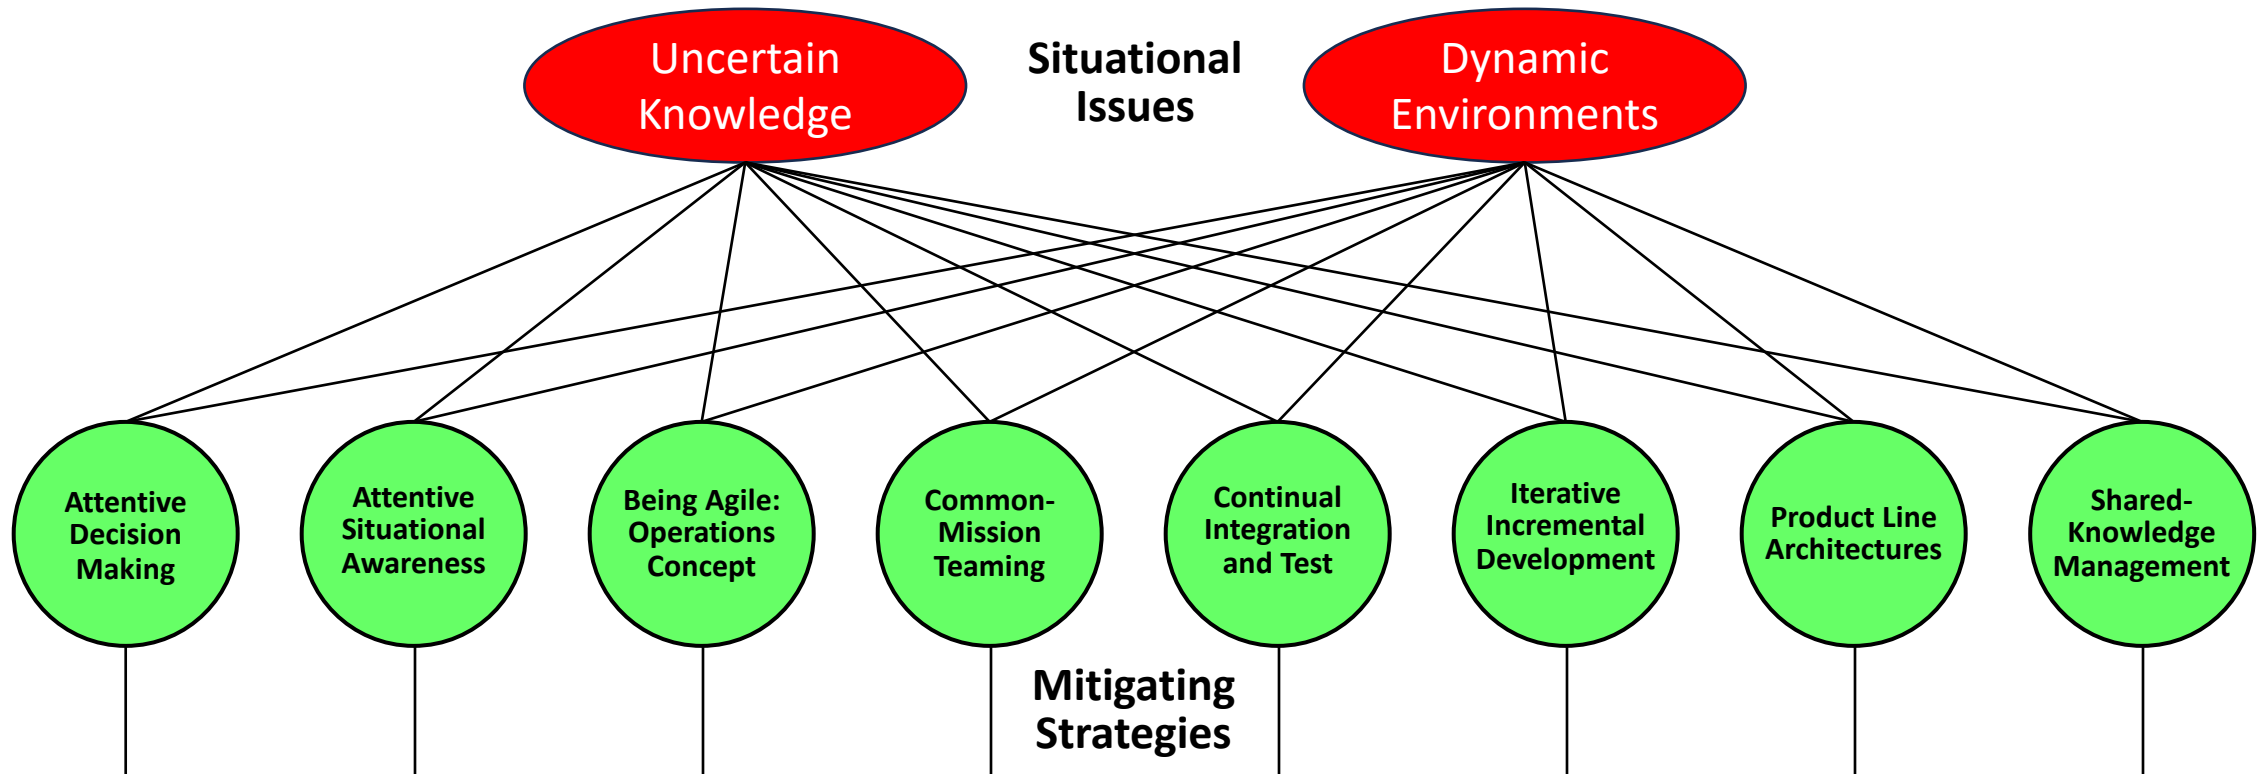 Uncertain
Knowledge
Situational
Issues
Dynamic
Environments
Attentive
Decision
Making
Attentive
Situational
Awareness
Being Agile:
Operations
Concept
Common-
Mission
Teaming
Continual
Integration
and Test
Iterative
Incremental
Development
Product Line
Architectures
Shared-
Knowledge
Management
Mitigating
Strategies